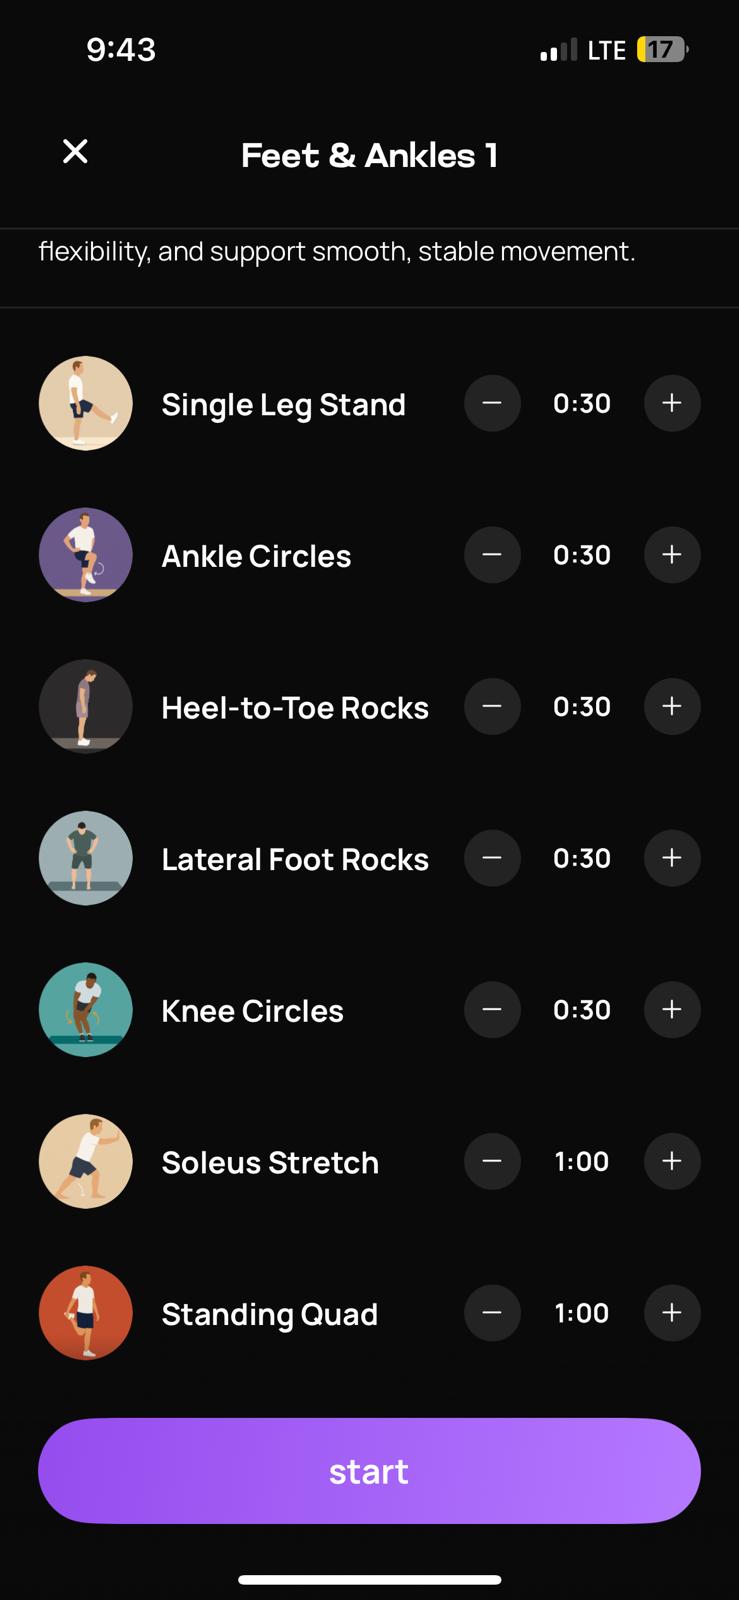 9:43 LTE 17
Feet & Ankles 1
flexibility, and support smooth, stable movement.
Single Leg Stand − 0:30 +
Ankle Circles − 0:30 +
Heel-to-Toe Rocks − 0:30 +
Lateral Foot Rocks − 0:30 +
Knee Circles − 0:30 +
Soleus Stretch − 1:00 +
Standing Quad − 1:00 +
start